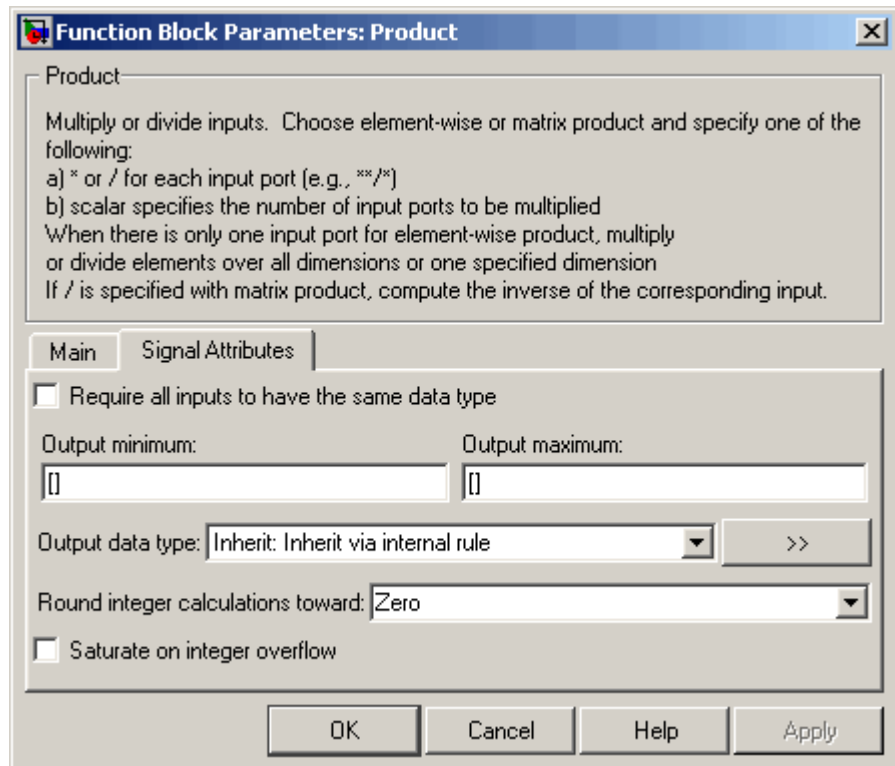 Function Block Parameters: Product
Product
Multiply or divide inputs.  Choose element-wise or matrix product and specify one of the
following:
a) * or / for each input port (e.g., **/*)
b) scalar specifies the number of input ports to be multiplied
When there is only one input port for element-wise product, multiply
or divide elements over all dimensions or one specified dimension
If / is specified with matrix product, compute the inverse of the corresponding input.
Main Signal Attributes
Require all inputs to have the same data type
Output minimum: Output maximum:
[] []
Output data type: Inherit: Inherit via internal rule >>
Round integer calculations toward: Zero
Saturate on integer overflow
OK Cancel Help Apply